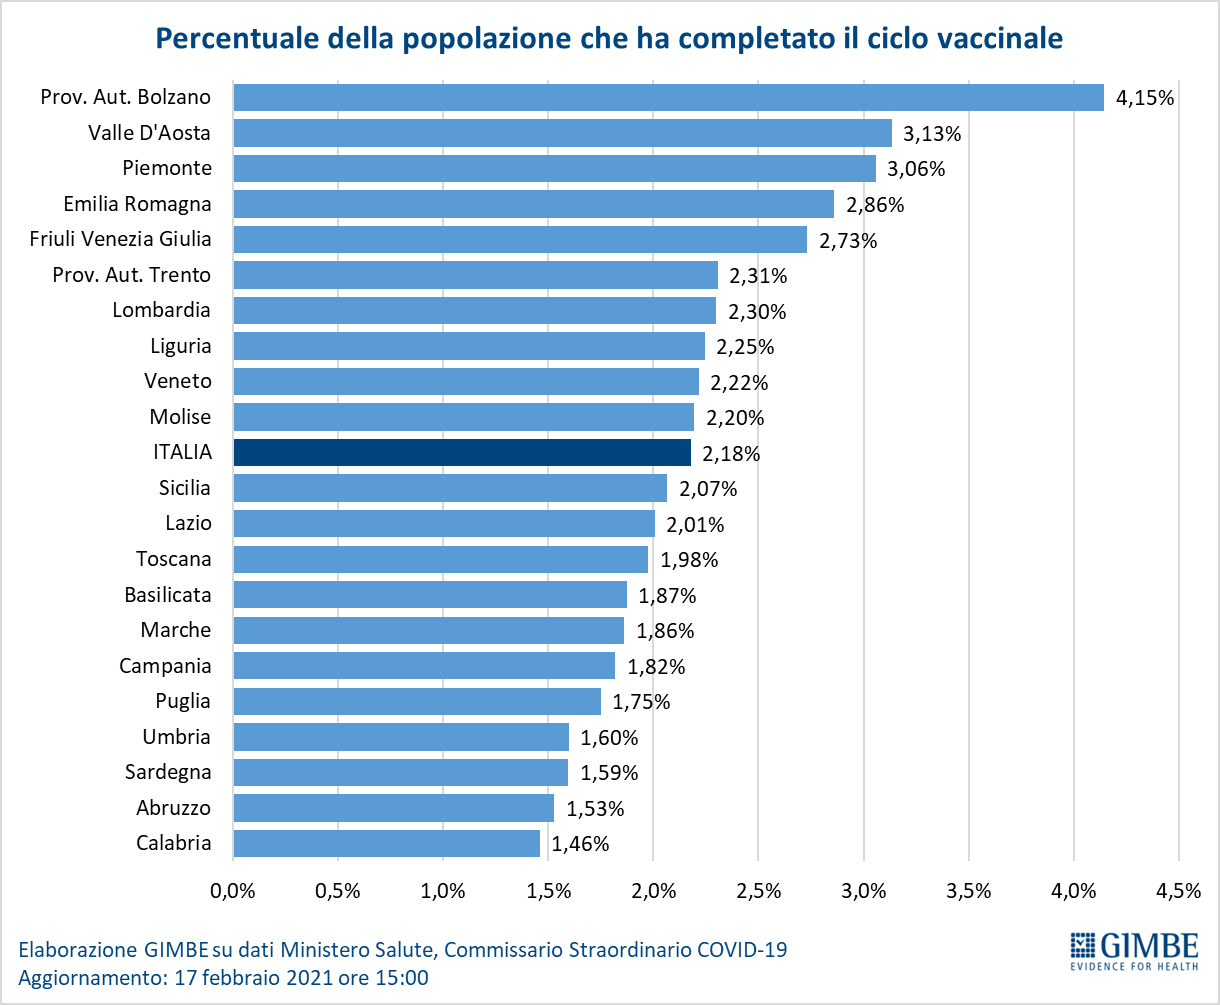 Percentuale della popolazione che ha completato il ciclo vaccinale
Prov. Aut. Bolzano 4,15%
Valle D'Aosta 3,13%
Piemonte 3,06%
Emilia Romagna 2,86%
Friuli Venezia Giulia 2,73%
Prov. Aut. Trento 2,31%
Lombardia 2,30%
Liguria 2,25%
Veneto 2,22%
Molise 2,20%
ITALIA 2,18%
Sicilia 2,07%
Lazio 2,01%
Toscana 1,98%
Basilicata 1,87%
Marche 1,86%
Campania 1,82%
Puglia 1,75%
Umbria 1,60%
Sardegna 1,59%
Abruzzo 1,53%
Calabria 1,46%
0,0% 0,5% 1,0% 1,5% 2,0% 2,5% 3,0% 3,5% 4,0% 4,5%
Elaborazione GIMBE su dati Ministero Salute, Commissario Straordinario COVID-19
Aggiornamento: 17 febbraio 2021 ore 15:00
GIMBE
EVIDENCE FOR HEALTH